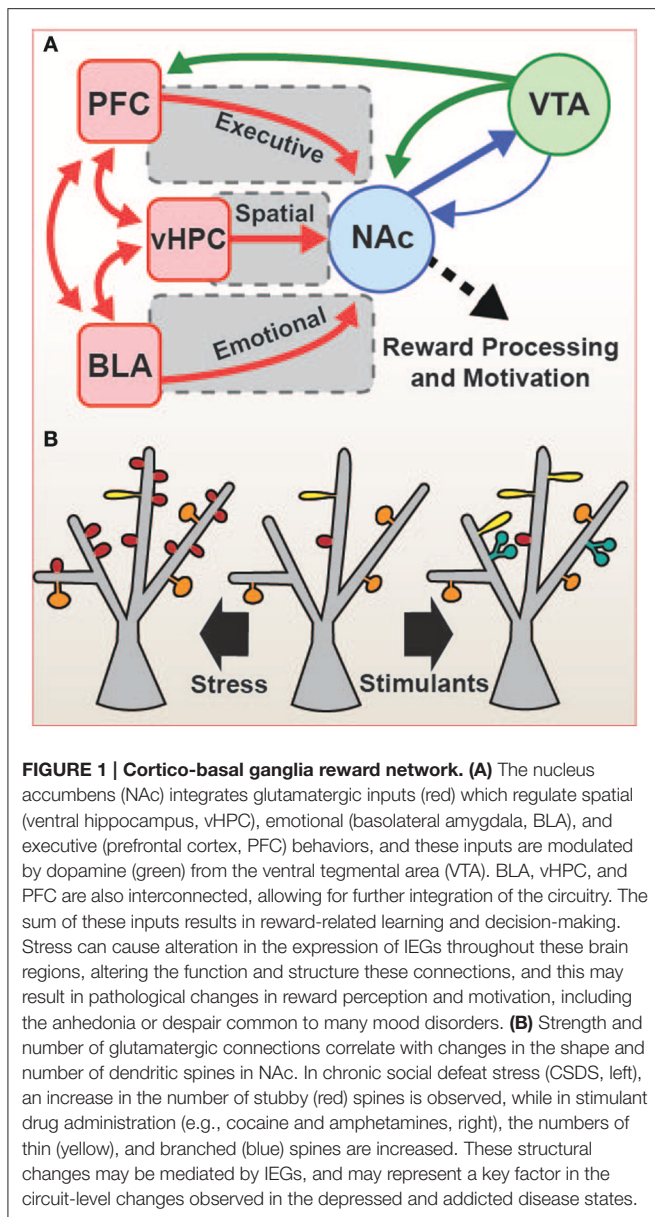 A
PFC
VTA
Executive
Spatial
vHPC
NAc
Emotional
BLA
Reward Processing
and Motivation
B
Stress
Stimulants
FIGURE 1 | Cortico-basal ganglia reward network. (A) The nucleus
accumbens (NAc) integrates glutamatergic inputs (red) which regulate spatial
(ventral hippocampus, vHPC), emotional (basolateral amygdala, BLA), and
executive (prefrontal cortex, PFC) behaviors, and these inputs are modulated
by dopamine (green) from the ventral tegmental area (VTA). BLA, vHPC, and
PFC are also interconnected, allowing for further integration of the circuitry. The
sum of these inputs results in reward-related learning and decision-making.
Stress can cause alteration in the expression of IEGs throughout these brain
regions, altering the function and structure these connections, and this may
result in pathological changes in reward perception and motivation, including
the anhedonia or despair common to many mood disorders. (B) Strength and
number of glutamatergic connections correlate with changes in the shape and
number of dendritic spines in NAc. In chronic social defeat stress (CSDS, left),
an increase in the number of stubby (red) spines is observed, while in stimulant
drug administration (e.g., cocaine and amphetamines, right), the numbers of
thin (yellow), and branched (blue) spines are increased. These structural
changes may be mediated by IEGs, and may represent a key factor in the
circuit-level changes observed in the depressed and addicted disease states.